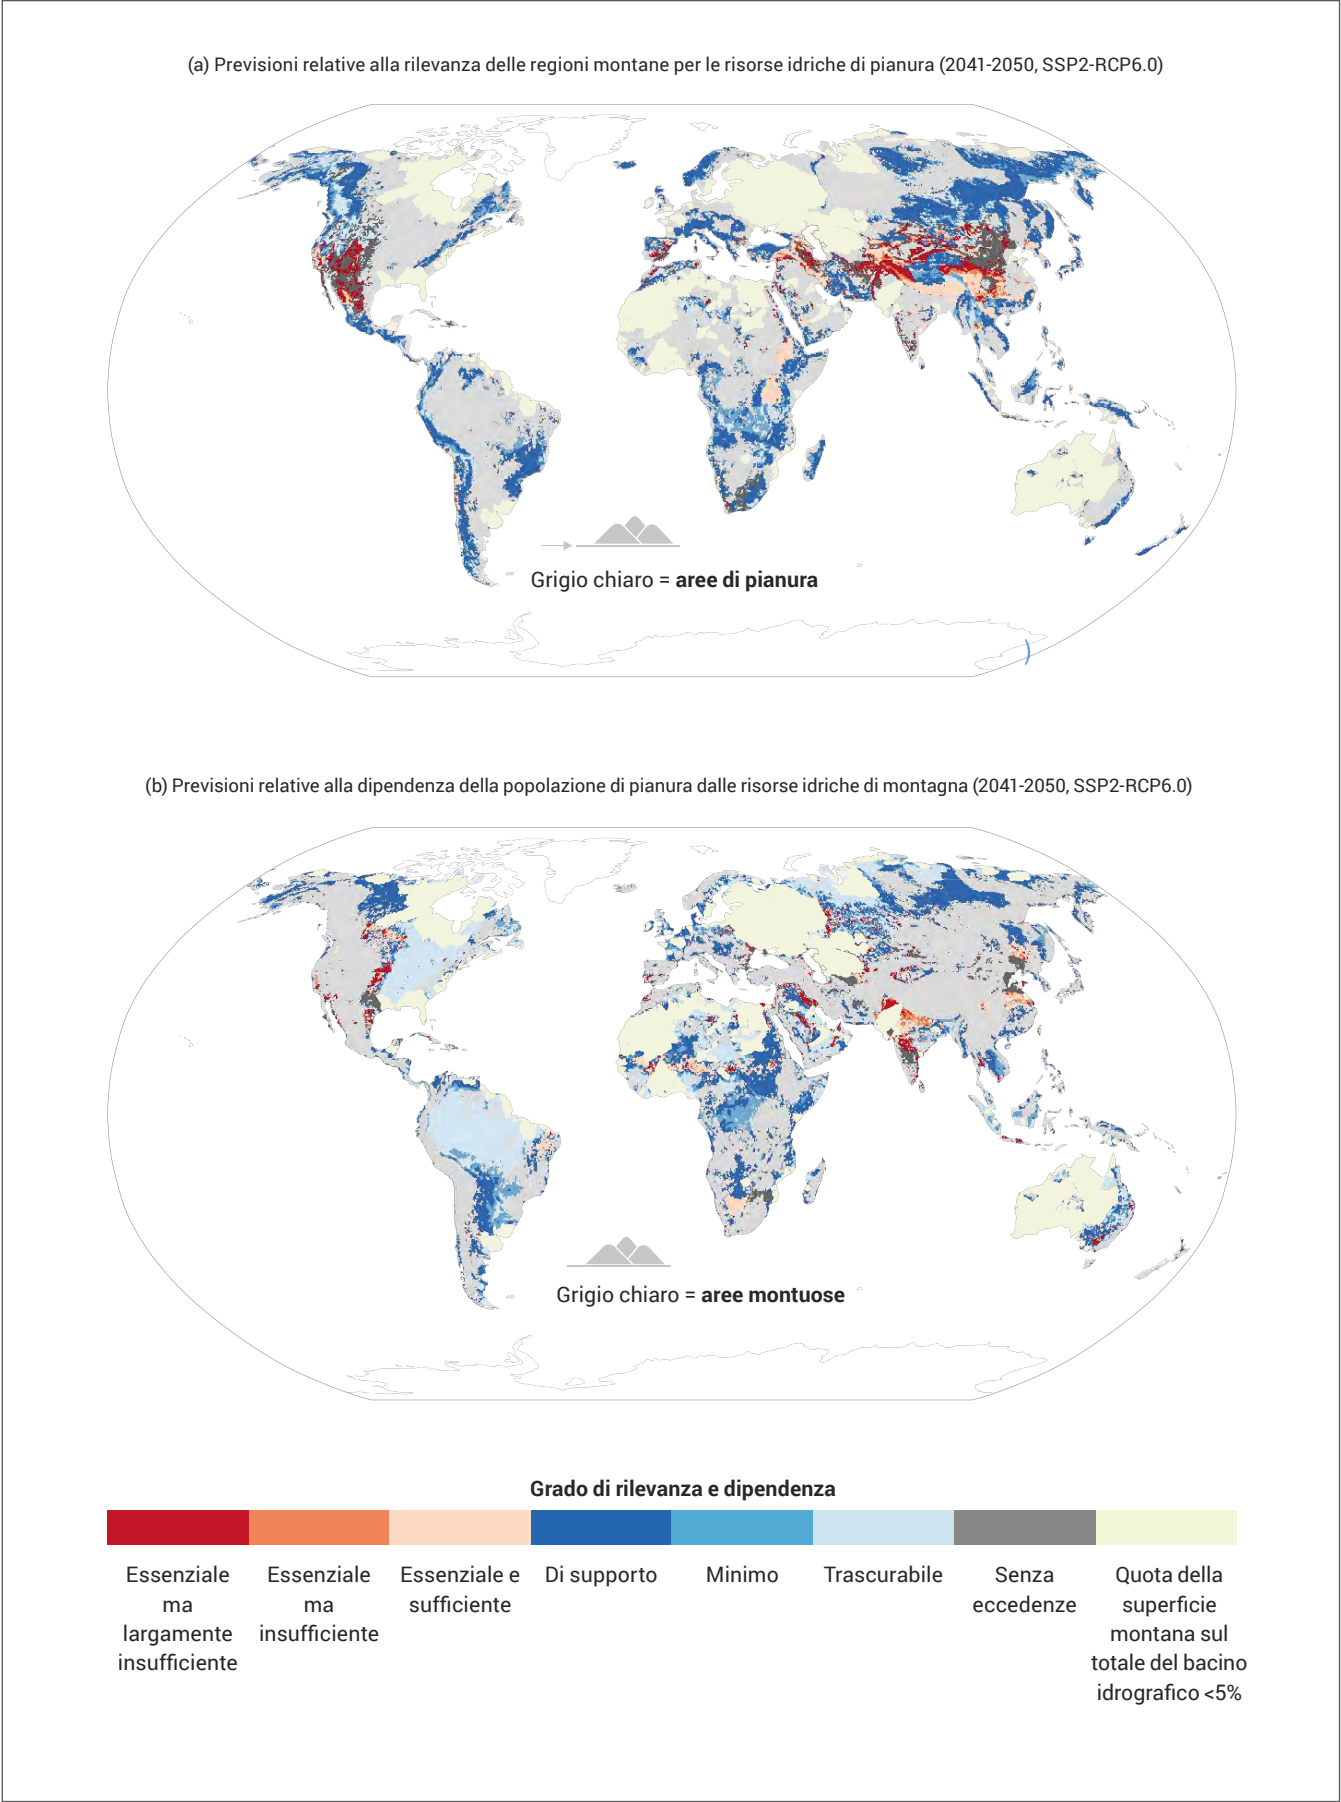 (a) Previsioni relative alla rilevanza delle regioni montane per le risorse idriche di pianura (2041-2050, SSP2-RCP6.0)
Grigio chiaro = aree di pianura
(b) Previsioni relative alla dipendenza della popolazione di pianura dalle risorse idriche di montagna (2041-2050, SSP2-RCP6.0)
Grigio chiaro = aree montuose
Grado di rilevanza e dipendenza
Essenziale
ma
largamente
insufficiente
Essenziale
ma
insufficiente
Essenziale e
sufficiente
Di supporto
Minimo
Trascurabile
Senza
eccedenze
Quota della
superficie
montana sul
totale del bacino
idrografico <5%